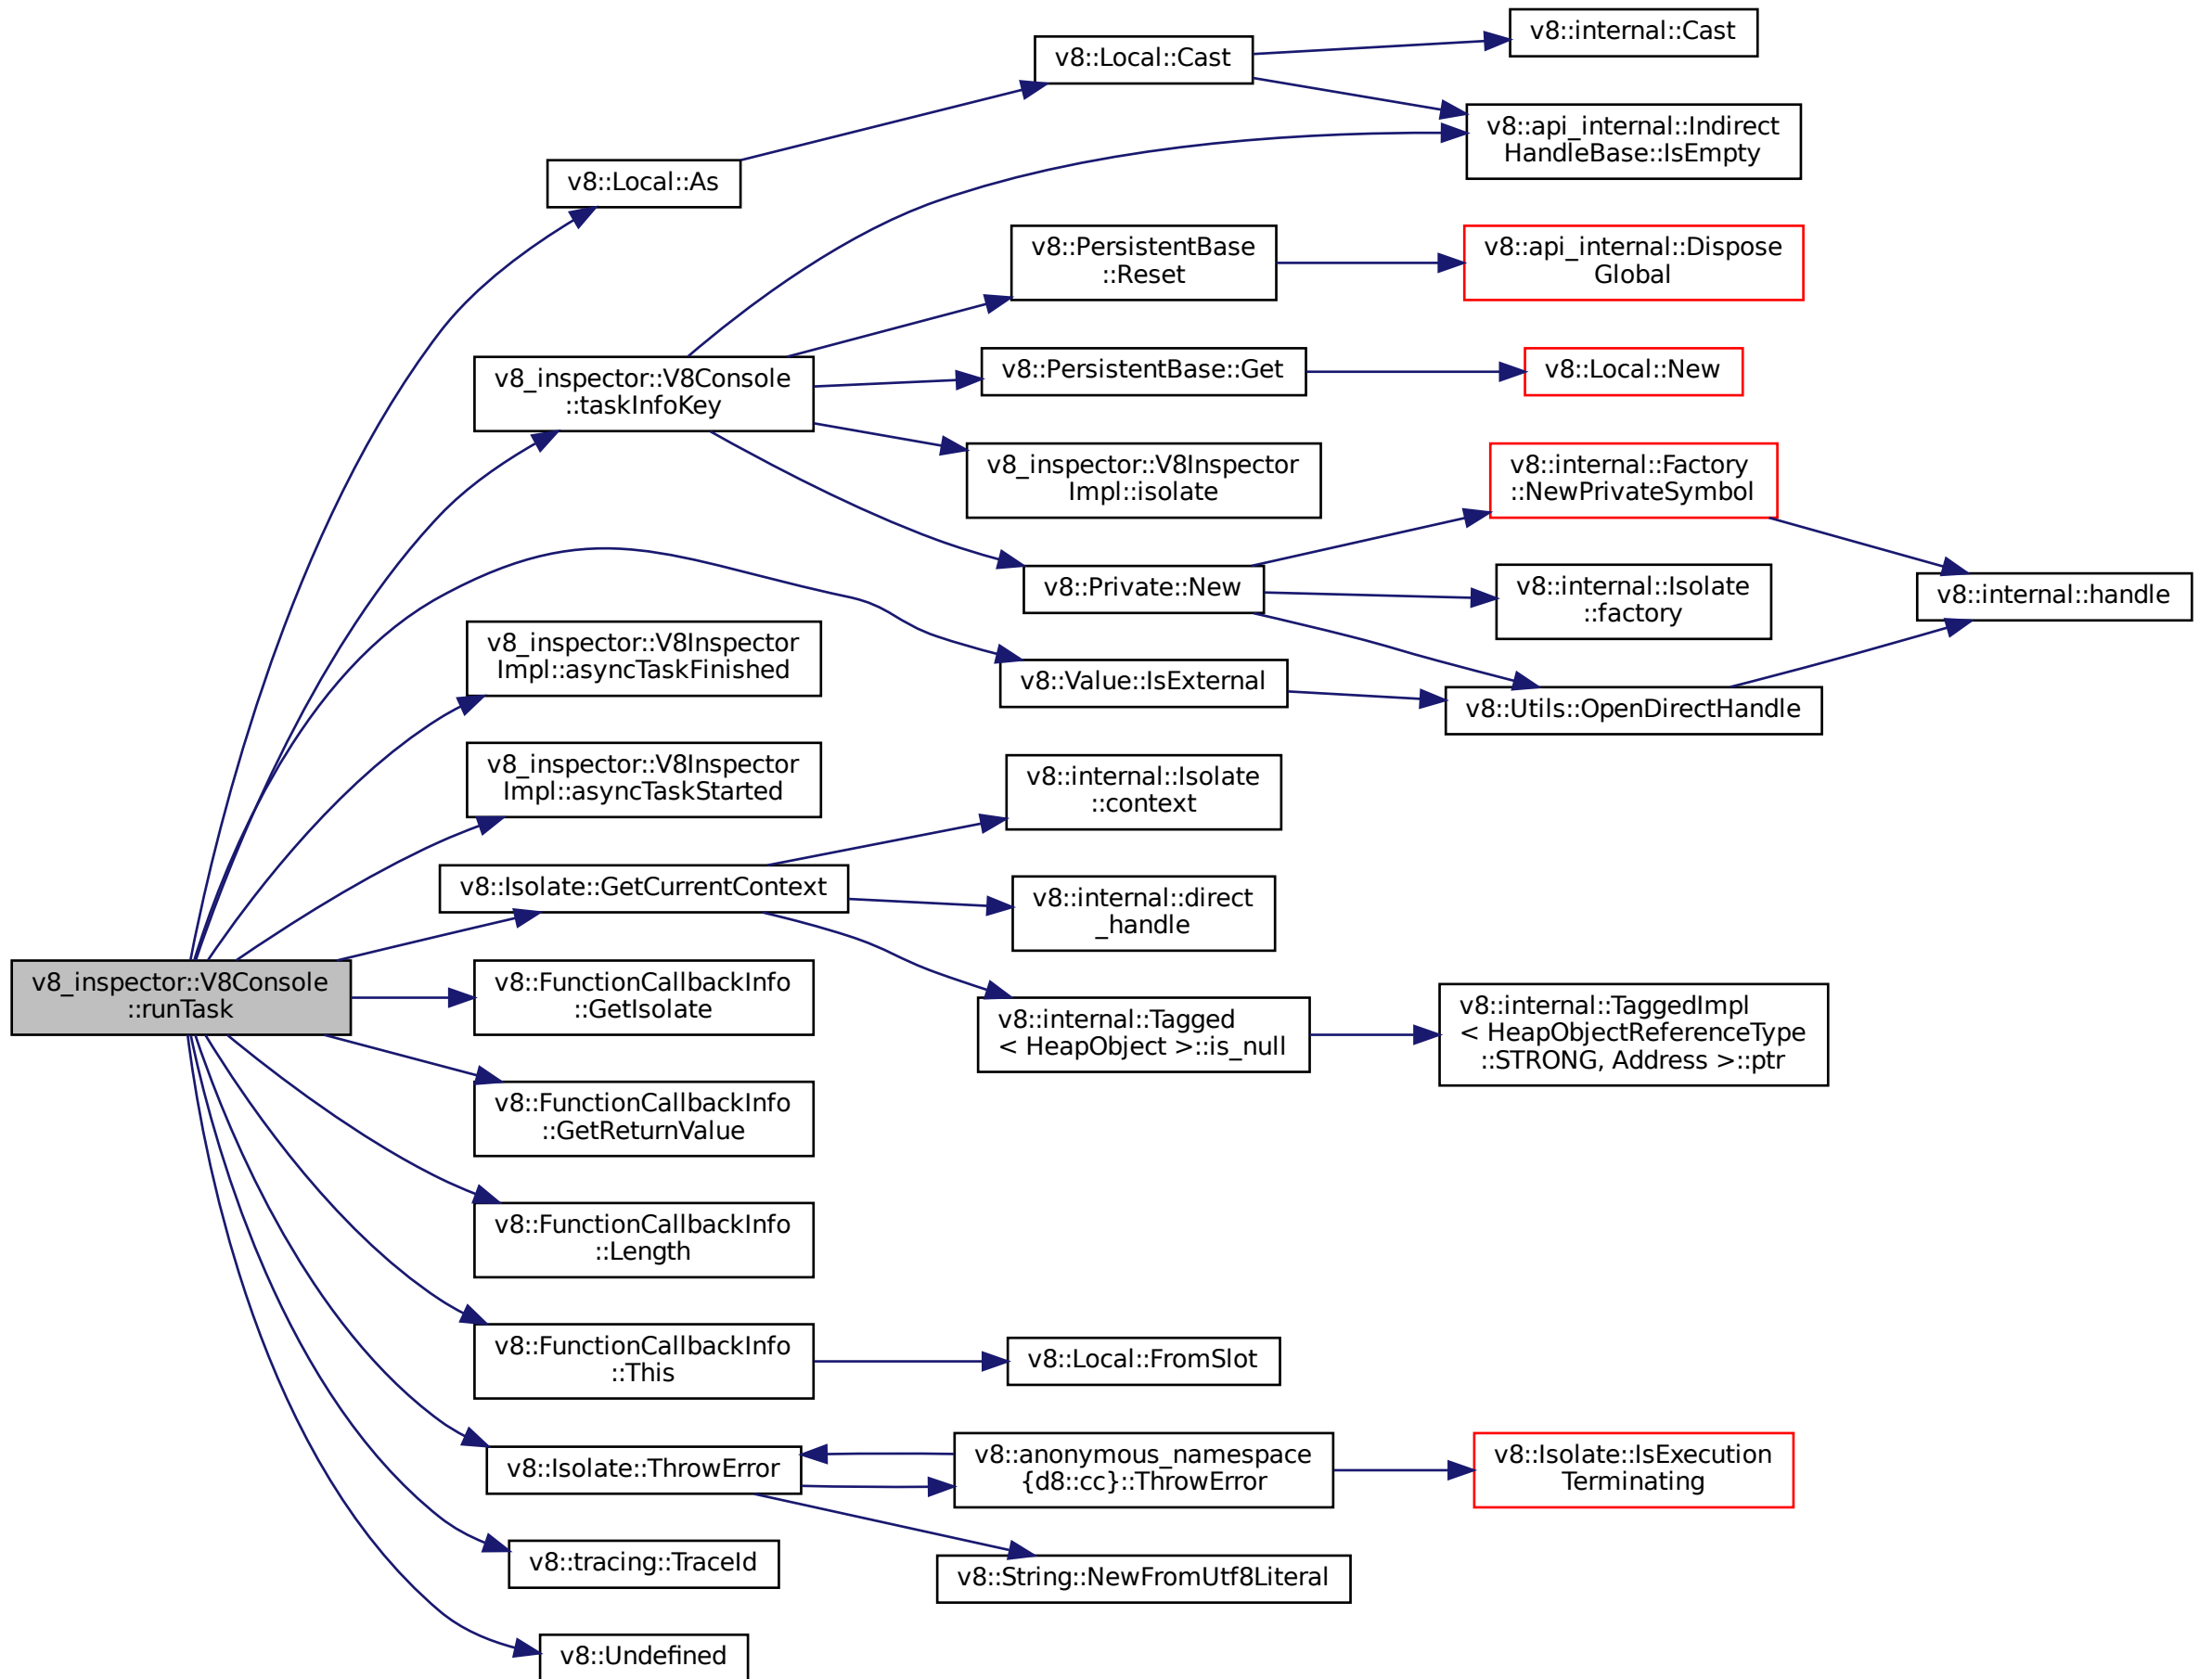 v8_inspector::V8Console
::runTask
v8::Local::As
v8::Local::Cast
v8::internal::Cast
v8::api_internal::Indirect
HandleBase::IsEmpty
v8_inspector::V8Console
::taskInfoKey
v8::PersistentBase
::Reset
v8::api_internal::Dispose
Global
v8::PersistentBase::Get
v8::Local::New
v8_inspector::V8Inspector
Impl::isolate
v8::Private::New
v8::internal::Factory
::NewPrivateSymbol
v8::internal::handle
v8::internal::Isolate
::factory
v8::Utils::OpenDirectHandle
v8::Value::IsExternal
v8_inspector::V8Inspector
Impl::asyncTaskFinished
v8_inspector::V8Inspector
Impl::asyncTaskStarted
v8::Isolate::GetCurrentContext
v8::internal::Isolate
::context
v8::internal::direct
_handle
v8::internal::Tagged
< HeapObject >::is_null
v8::internal::TaggedImpl
< HeapObjectReferenceType
::STRONG, Address >::ptr
v8::FunctionCallbackInfo
::GetIsolate
v8::FunctionCallbackInfo
::GetReturnValue
v8::FunctionCallbackInfo
::Length
v8::FunctionCallbackInfo
::This
v8::Local::FromSlot
v8::Isolate::ThrowError
v8::anonymous_namespace
{d8::cc}::ThrowError
v8::Isolate::IsExecution
Terminating
v8::String::NewFromUtf8Literal
v8::tracing::TraceId
v8::Undefined